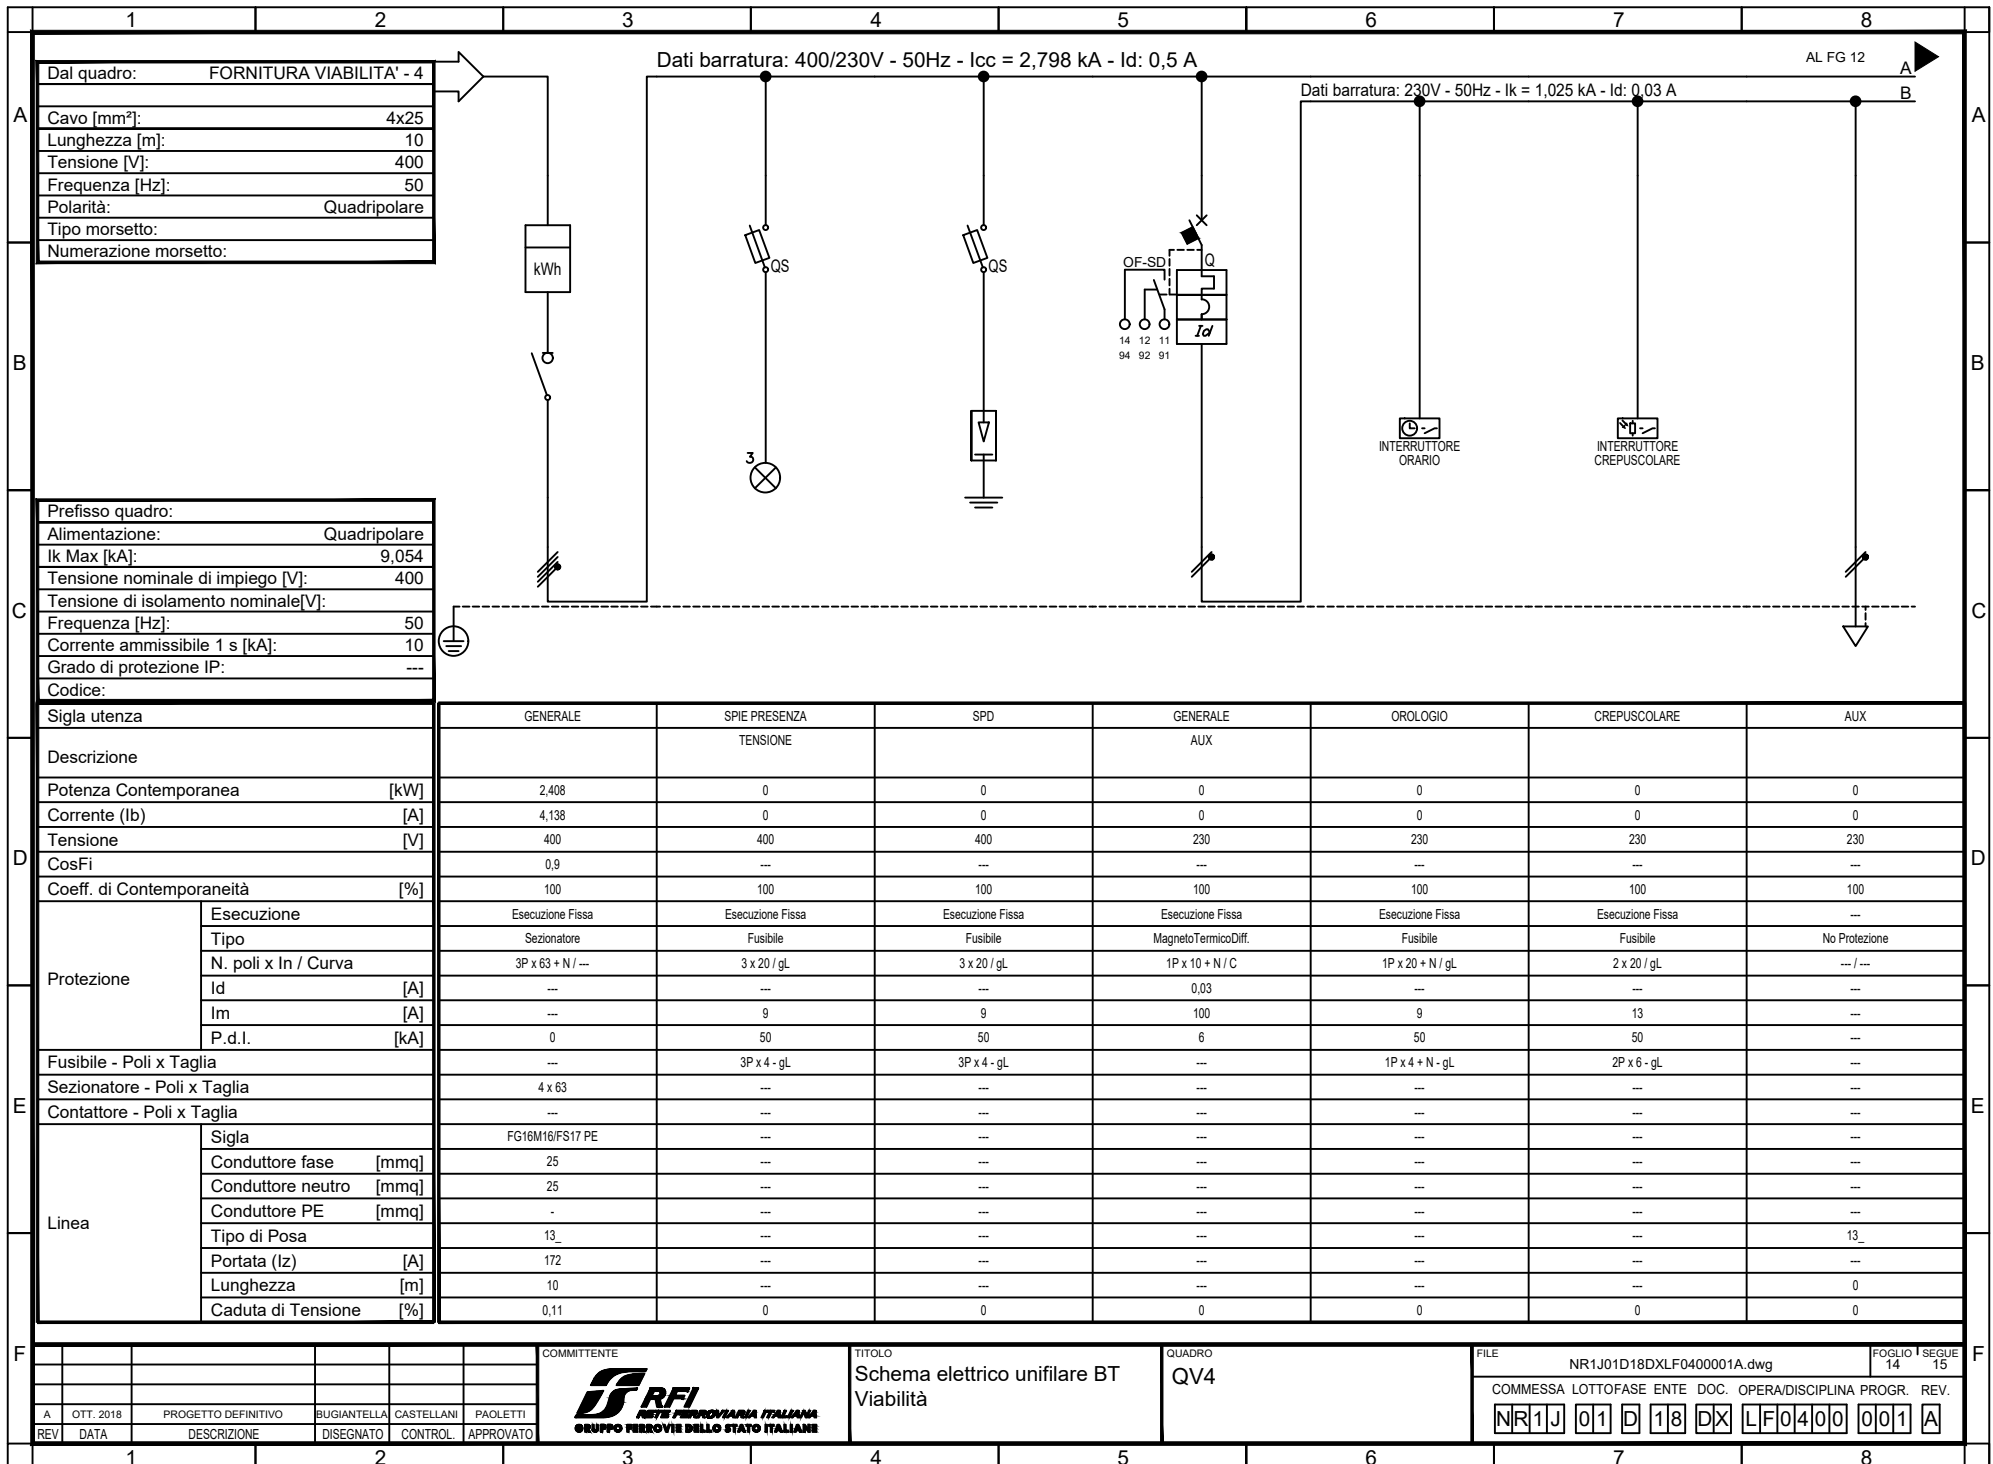 1 2 3 4 5 6 7 8
Dati barratura: 400/230V - 50Hz - Icc = 2,798 kA - Id: 0,5 A
AL FG 12
A
Dati barratura: 230V - 50Hz - Ik = 1,025 kA - Id: 0,03 A
B
Dal quadro: FORNITURA VIABILITA' - 4
Cavo [mm²]: 4x25
Lunghezza [m]: 10
Tensione [V]: 400
Frequenza [Hz]: 50
Polarità: Quadripolare
Tipo morsetto:
Numerazione morsetto:
A A
kWh
QS
QS
OF-SD
Q
Id
14 12 11
94 92 91
B B
INTERRUTTORE
ORARIO
INTERRUTTORE
CREPUSCOLARE
3
Prefisso quadro:
Alimentazione: Quadripolare
Ik Max [kA]: 9,054
Tensione nominale di impiego [V]: 400
Tensione di isolamento nominale[V]:
Frequenza [Hz]: 50
Corrente ammissibile 1 s [kA]: 10
Grado di protezione IP: ---
Codice:
C C
Sigla utenza GENERALE SPIE PRESENZA SPD GENERALE OROLOGIO CREPUSCOLARE AUX
Descrizione TENSIONE AUX
Potenza Contemporanea [kW] 2,408 0 0 0 0 0 0
Corrente (Ib) [A] 4,138 0 0 0 0 0 0
Tensione [V] 400 400 400 230 230 230 230
CosFi 0,9 --- --- --- --- --- ---
Coeff. di Contemporaneità [%] 100 100 100 100 100 100 100
D D
Protezione
Esecuzione Esecuzione Fissa Esecuzione Fissa Esecuzione Fissa Esecuzione Fissa Esecuzione Fissa Esecuzione Fissa ---
Tipo Sezionatore Fusibile Fusibile MagnetoTermicoDiff. Fusibile Fusibile No Protezione
N. poli x In / Curva 3P x 63 + N / --- 3 x 20 / gL 3 x 20 / gL 1P x 10 + N / C 1P x 20 + N / gL 2 x 20 / gL --- / ---
Id [A] --- --- --- 0,03 --- --- ---
Im [A] --- 9 9 100 9 13 ---
P.d.I. [kA] 0 50 50 6 50 50 ---
Fusibile - Poli x Taglia --- 3P x 4 - gL 3P x 4 - gL --- 1P x 4 + N - gL 2P x 6 - gL ---
Sezionatore - Poli x Taglia 4 x 63 --- --- --- --- --- ---
Contattore - Poli x Taglia --- --- --- --- --- --- ---
E E
Linea
Sigla FG16M16/FS17 PE --- --- --- --- --- ---
Conduttore fase [mmq] 25 --- --- --- --- --- ---
Conduttore neutro [mmq] 25 --- --- --- --- --- ---
Conduttore PE [mmq] - --- --- --- --- --- ---
Tipo di Posa 13_ --- --- --- --- --- 13_
Portata (Iz) [A] 172 --- --- --- --- --- ---
Lunghezza [m] 10 --- --- --- --- --- 0
Caduta di Tensione [%] 0,11 0 0 0 0 0 0
F F
A OTT. 2018 PROGETTO DEFINITIVO BUGIANTELLA CASTELLANI PAOLETTI
REV DATA DESCRIZIONE DISEGNATO CONTROL. APPROVATO
COMMITTENTE
RFI
RETE FERROVIARIA ITALIANA
GRUPPO FERROVIE DELLO STATO ITALIANE
TITOLO
Schema elettrico unifilare BT
Viabilità
QUADRO
QV4
FILE NR1J01D18DXLF0400001A.dwg
FOGLIO SEGUE
14 15
COMMESSA LOTTO FASE ENTE DOC. OPERA/DISCIPLINA PROGR. REV.
NR1J 01 D 18 DX LF0400 001 A
1 2 3 4 5 6 7 8